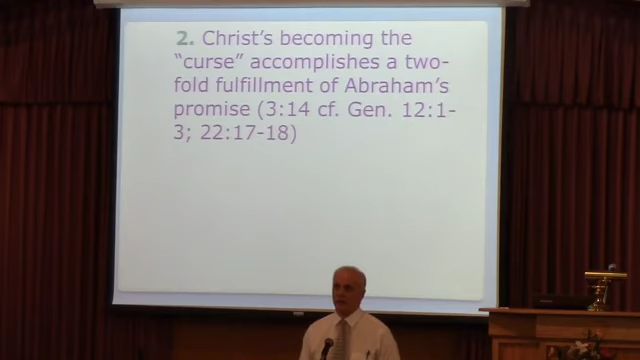 2. Christ's becoming the
“curse” accomplishes a two-
fold fulfillment of Abraham's
promise (3:14 cf. Gen. 12:1-
3; 22:17-18)